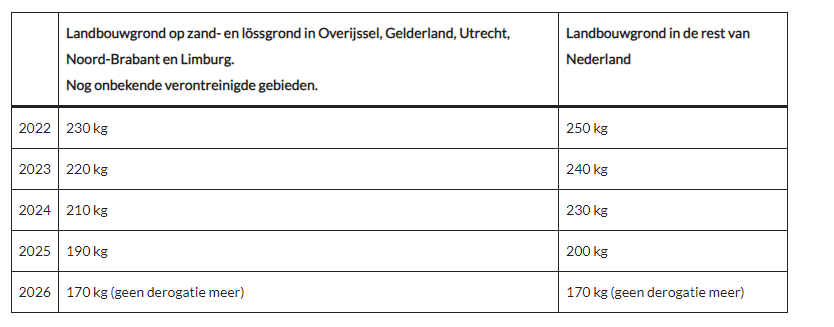 Landbouwgrond op zand- en lössgrond in Overijssel, Gelderland, Utrecht,
Noord-Brabant en Limburg.
Nog onbekende verontreinigde gebieden.
Landbouwgrond in de rest van
Nederland
2022 230 kg 250 kg
2023 220 kg 240 kg
2024 210 kg 230 kg
2025 190 kg 200 kg
2026 170 kg (geen derogatie meer) 170 kg (geen derogatie meer)